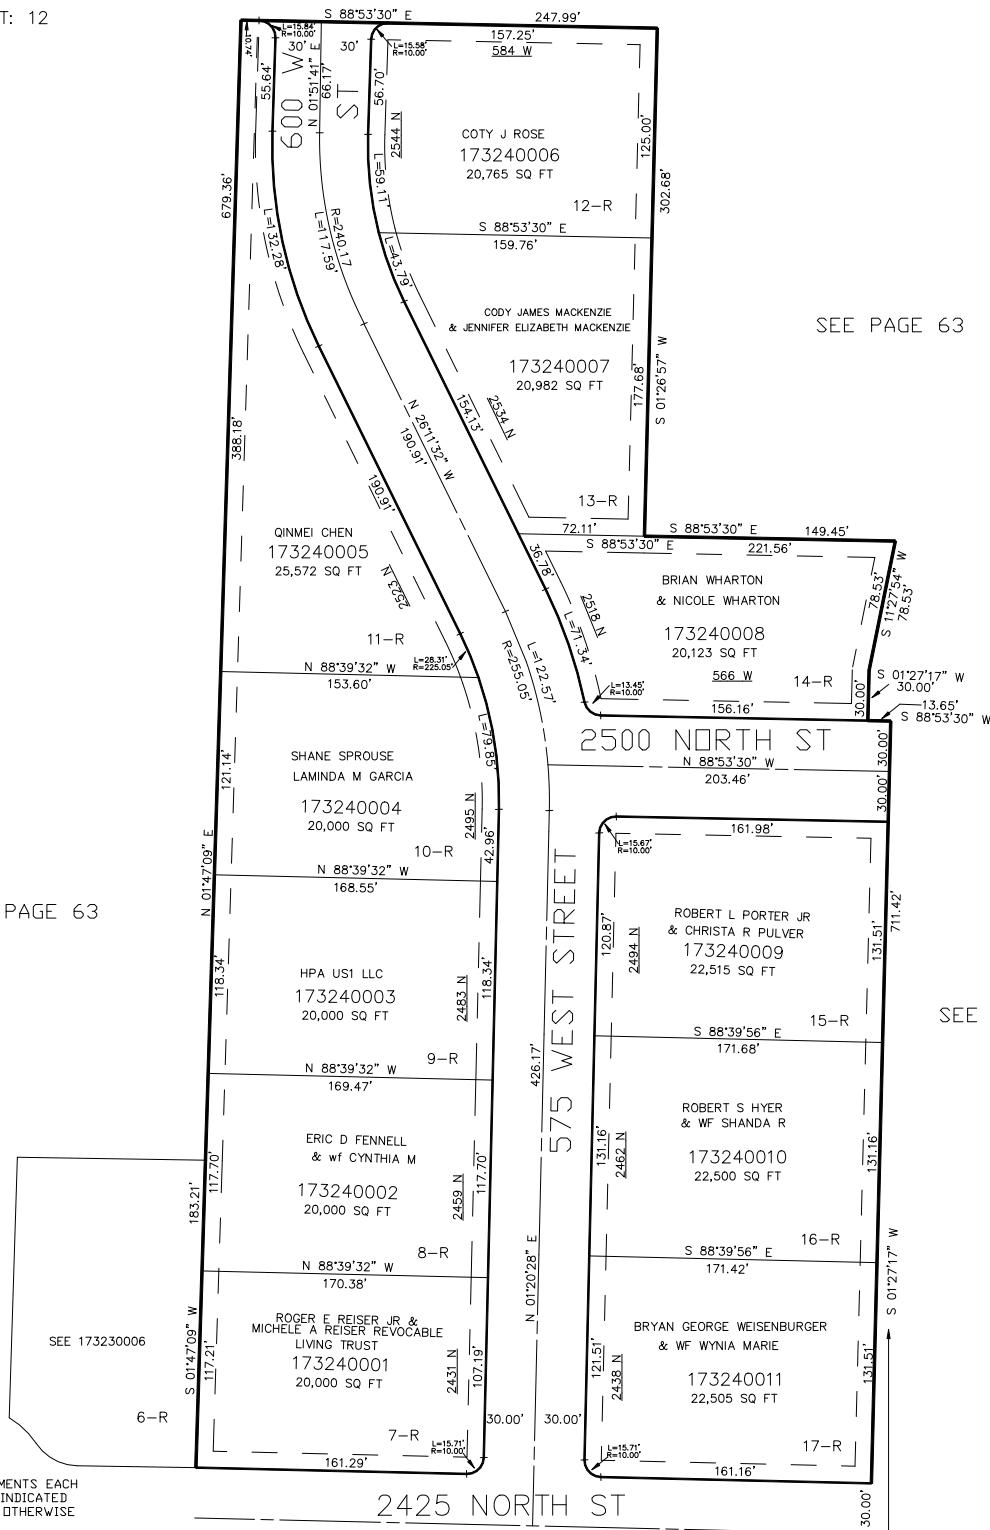 T: 12
S 88°53'30" E
247.99'
L=15.84'
R=10.00'
10.74'
30'
30'
L=15.58'
R=10.00'
157.25'
584 W
55.64'
600 W
ST
N 01°51'41" E
66.17'
56.70'
2544 N
COTY J ROSE
173240006
20,765 SQ FT
12-R
125.00'
302.68'
679.36'
L=132.28'
R=240.17
L=117.59'
L=59.11'
S 88°53'30" E
159.76'
L=43.79'
CODY JAMES MACKENZIE
& JENNIFER ELIZABETH MACKENZIE
173240007
20,982 SQ FT
SEE PAGE 63
177.68'
S 01°26'57" W
388.18'
N 26°11'32" W
190.91'
154.13'
2534 N
13-R
190.91'
72.11'
S 88°53'30" E
149.45'
QINMEI CHEN
173240005
25,572 SQ FT
2523 N
11-R
S 88°53'30" E
221.56'
36.78'
BRIAN WHARTON
& NICOLE WHARTON
173240008
20,123 SQ FT
566 W
14-R
2518 N
L=71.34'
78.53'
S 11°27'54" W
78.53'
L=28.31'
R=225.05'
L=122.57'
R=255.05'
N 88°39'32" W
153.60'
L=13.45'
R=10.00'
156.16'
30.00'
S 01°27'17" W
30.00'
13.65'
S 88°53'30" W
L=79.85'
2500 NORTH ST
N 88°53'30" W
203.46'
30.00'
30.00'
SHANE SPROUSE
LAMINDA M GARCIA
173240004
20,000 SQ FT
10-R
121.14'
2495 N
42.96'
161.98'
L=15.67'
R=10.00'
N 01°47'09" E
N 88°39'32" W
168.55'
PAGE 63
575 WEST STREET
120.87'
2494 N
ROBERT L PORTER JR
& CHRISTA R PULVER
173240009
22,515 SQ FT
15-R
131.51'
711.42'
118.34'
HPA US1 LLC
173240003
20,000 SQ FT
9-R
2483 N
118.34'
SEE
S 88°39'56" E
171.68'
426.17'
N 88°39'32" W
169.47'
ERIC D FENNELL
& wf CYNTHIA M
173240002
20,000 SQ FT
8-R
117.70'
2459 N
117.70'
131.16'
2462 N
ROBERT S HYER
& WF SHANDA R
173240010
22,500 SQ FT
16-R
131.16'
183.21'
N 88°39'32" W
170.38'
N 01°20'28" E
S 88°39'56" E
171.42'
S 01°27'17" W
SEE 173230006
6-R
S 01°47'09" W
117.21'
ROGER E REISER JR &
MICHELE A REISER REVOCABLE
LIVING TRUST
173240001
20,000 SQ FT
7-R
2431 N
107.19'
121.51'
2438 N
BRYAN GEORGE WEISENBURGER
& WF WYNIA MARIE
173240011
22,505 SQ FT
17-R
131.51'
30.00'
30.00'
L=15.71'
R=10.00'
L=15.71'
R=10.00'
161.29'
161.16'
MENTS EACH
INDICATED
OTHERWISE
2425 NORTH ST
30.00'